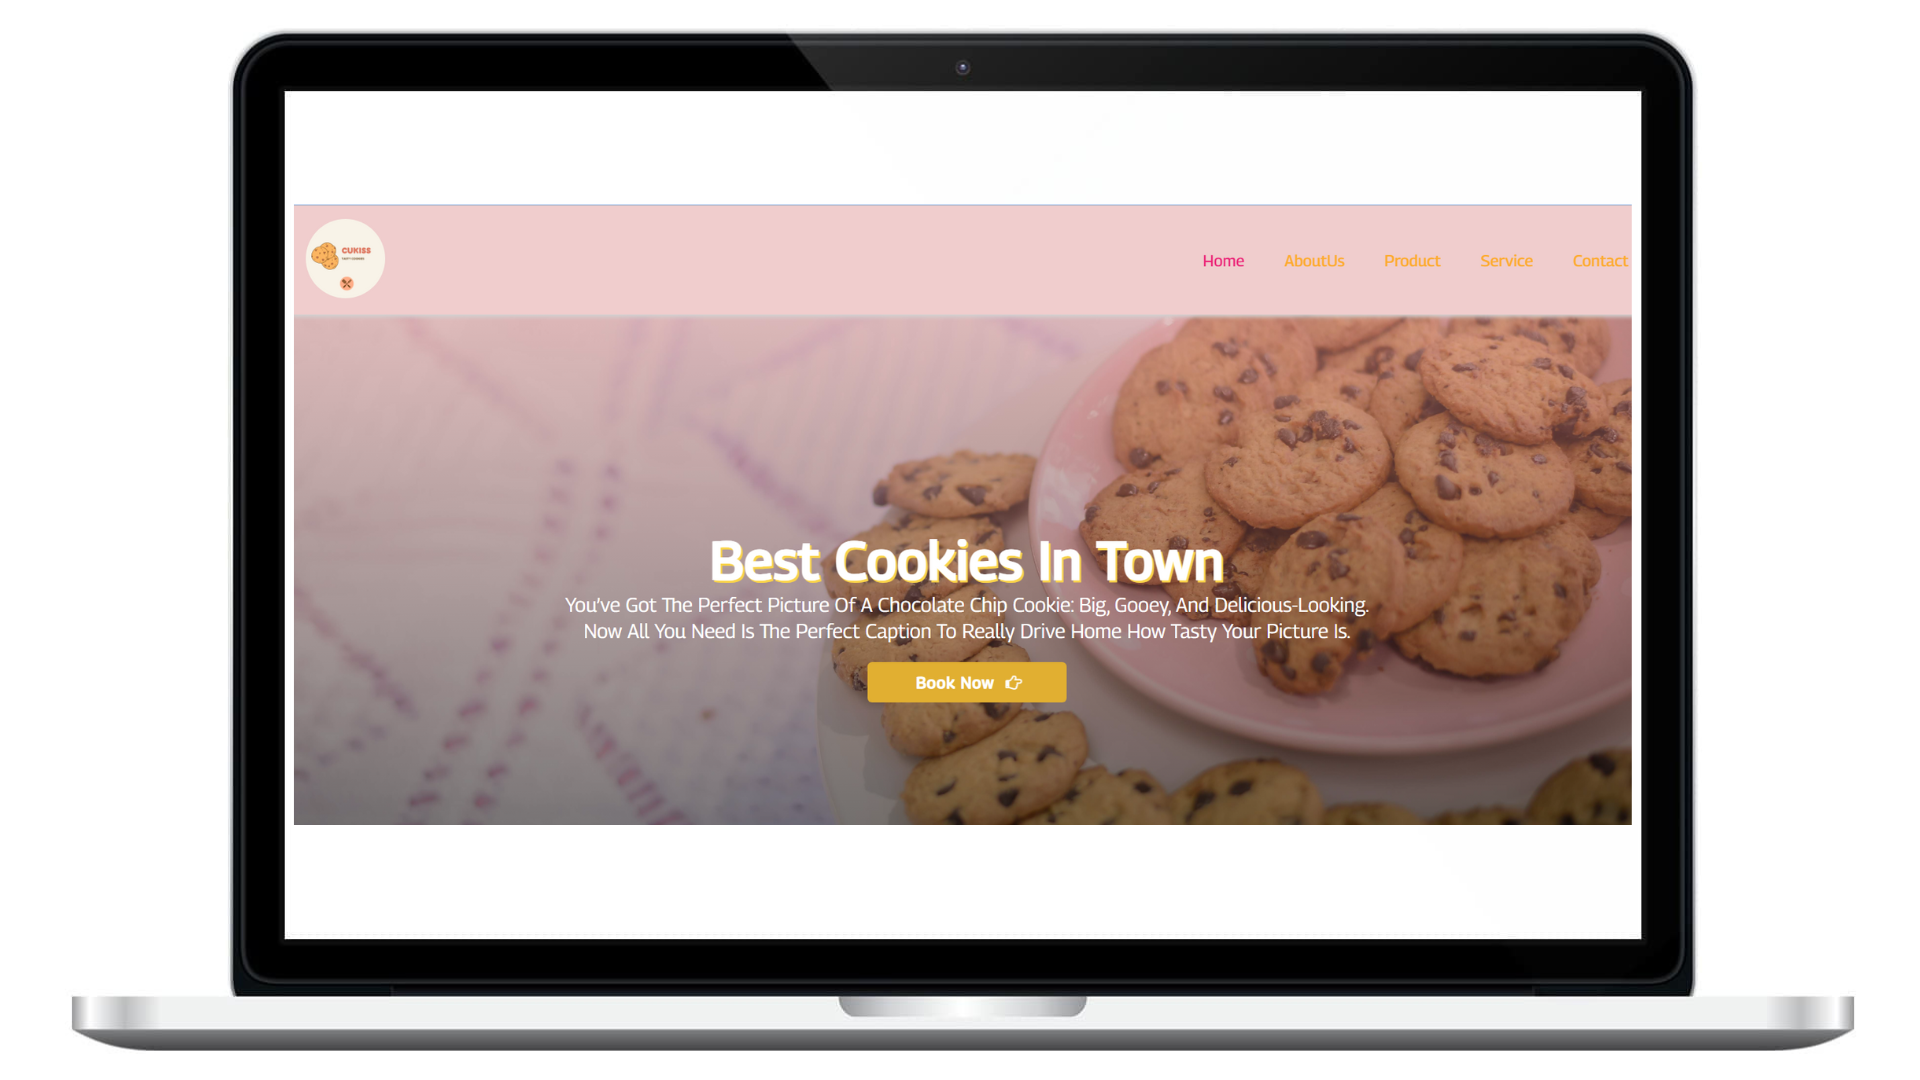 CUKISS
TASTY COOKIES
Home AboutUs Product Service Contact
Best Cookies In Town
You've Got The Perfect Picture Of A Chocolate Chip Cookie: Big, Gooey, And Delicious-Looking.
Now All You Need Is The Perfect Caption To Really Drive Home How Tasty Your Picture Is.
Book Now